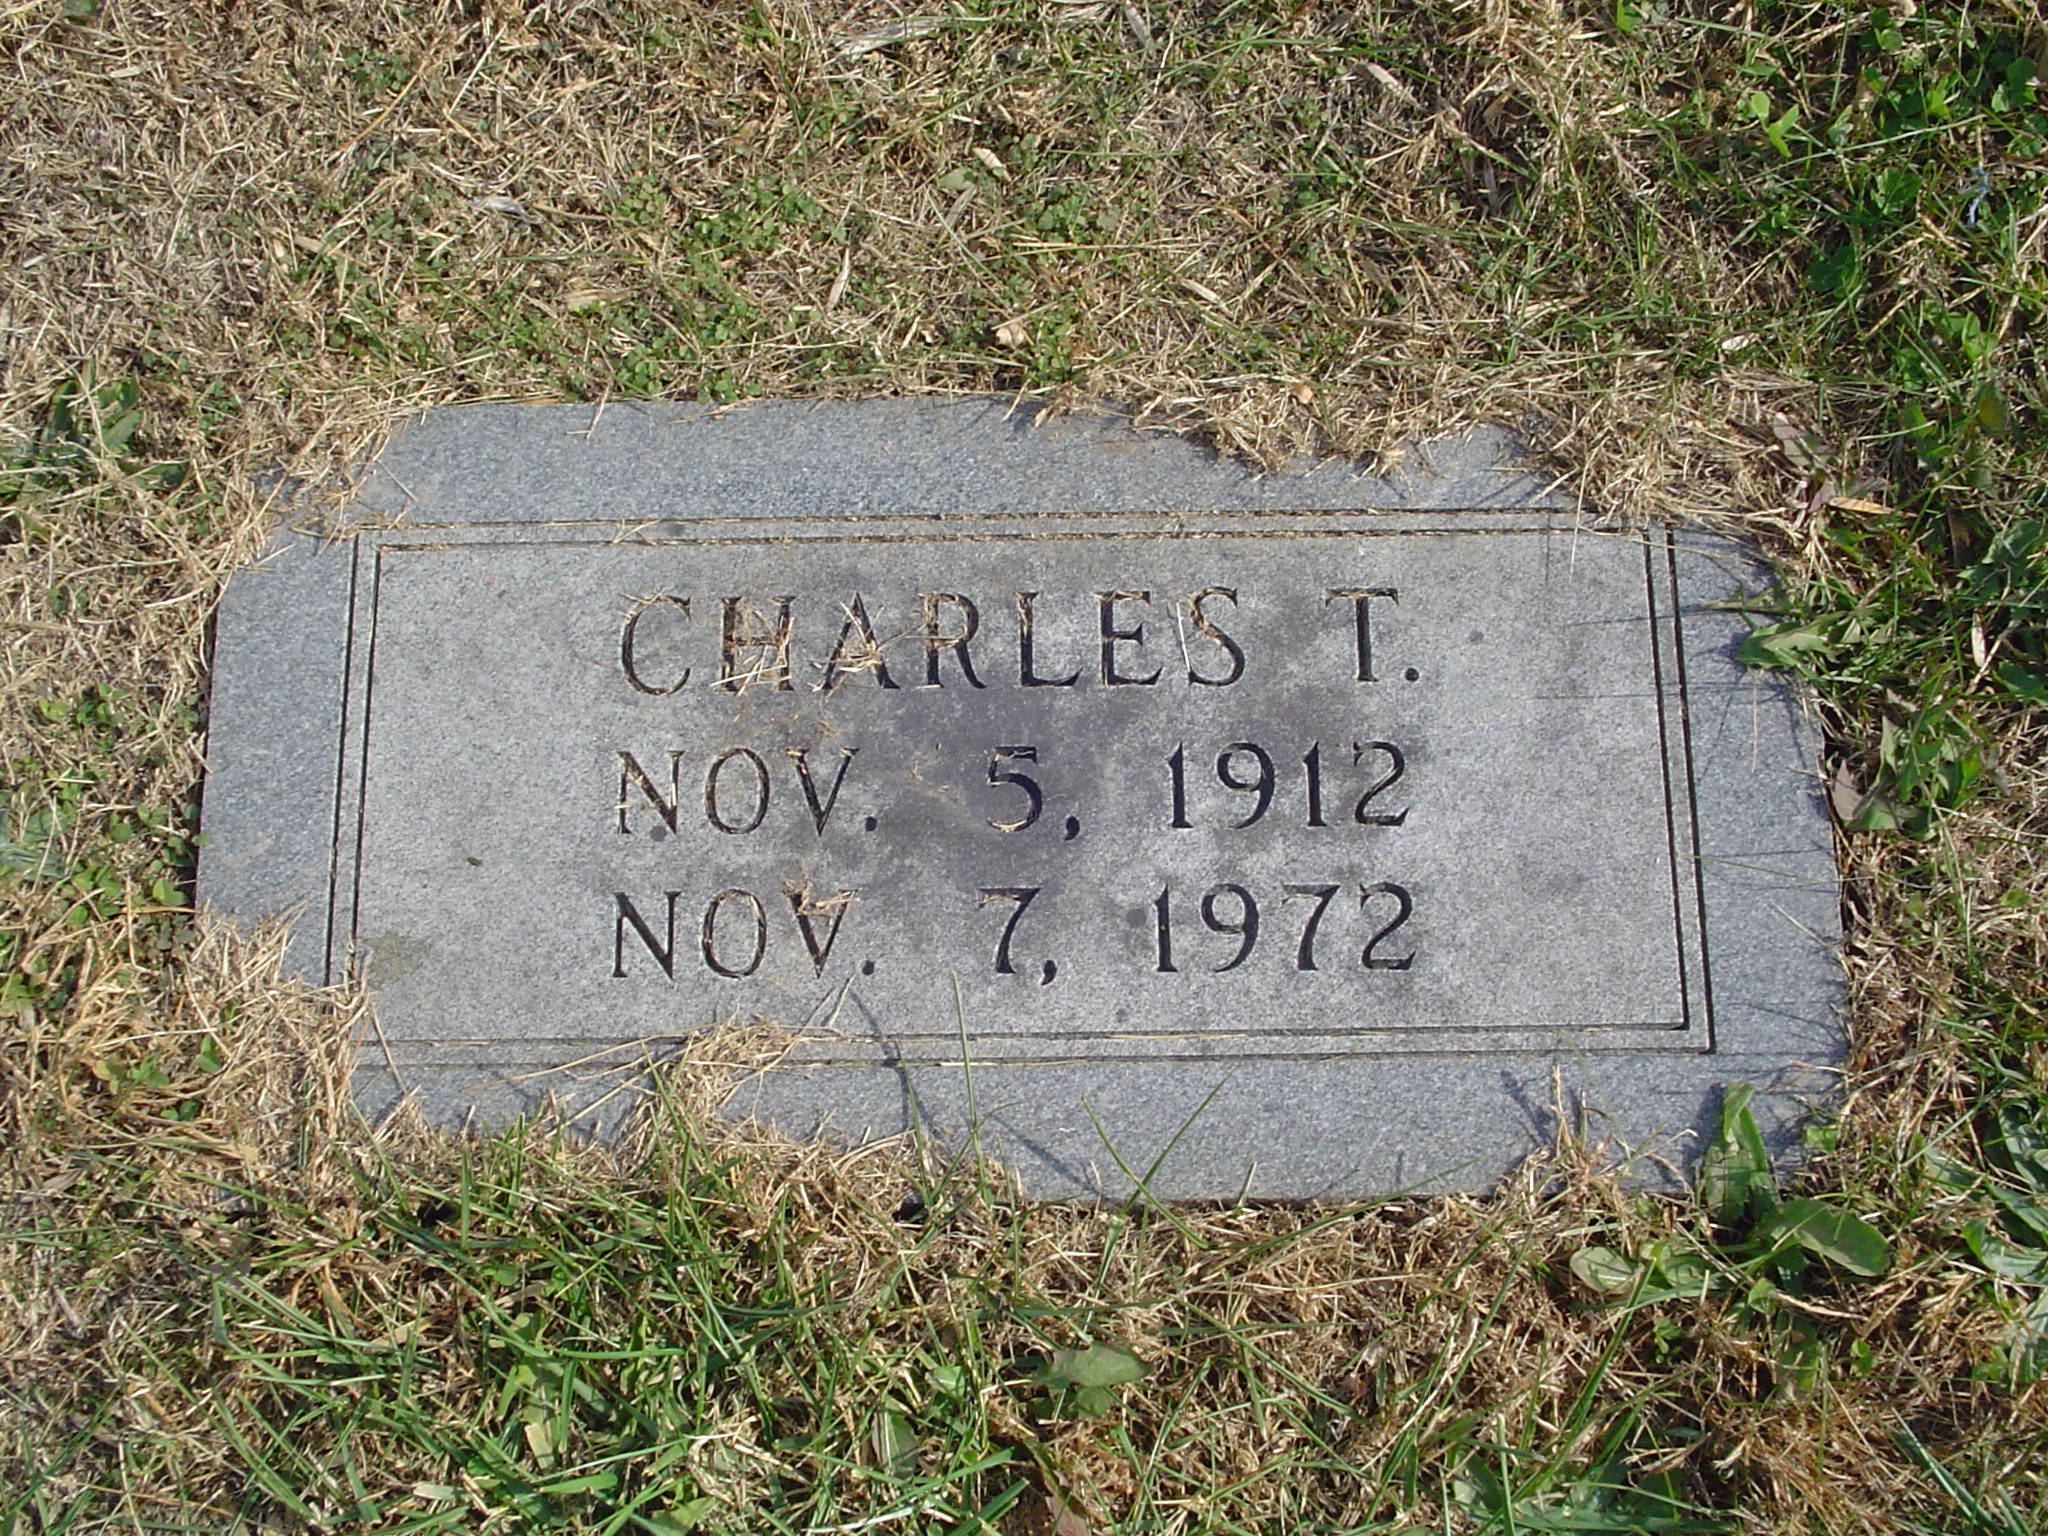 CHARLES T.
NOV. 5, 1912
NOV. 7, 1972